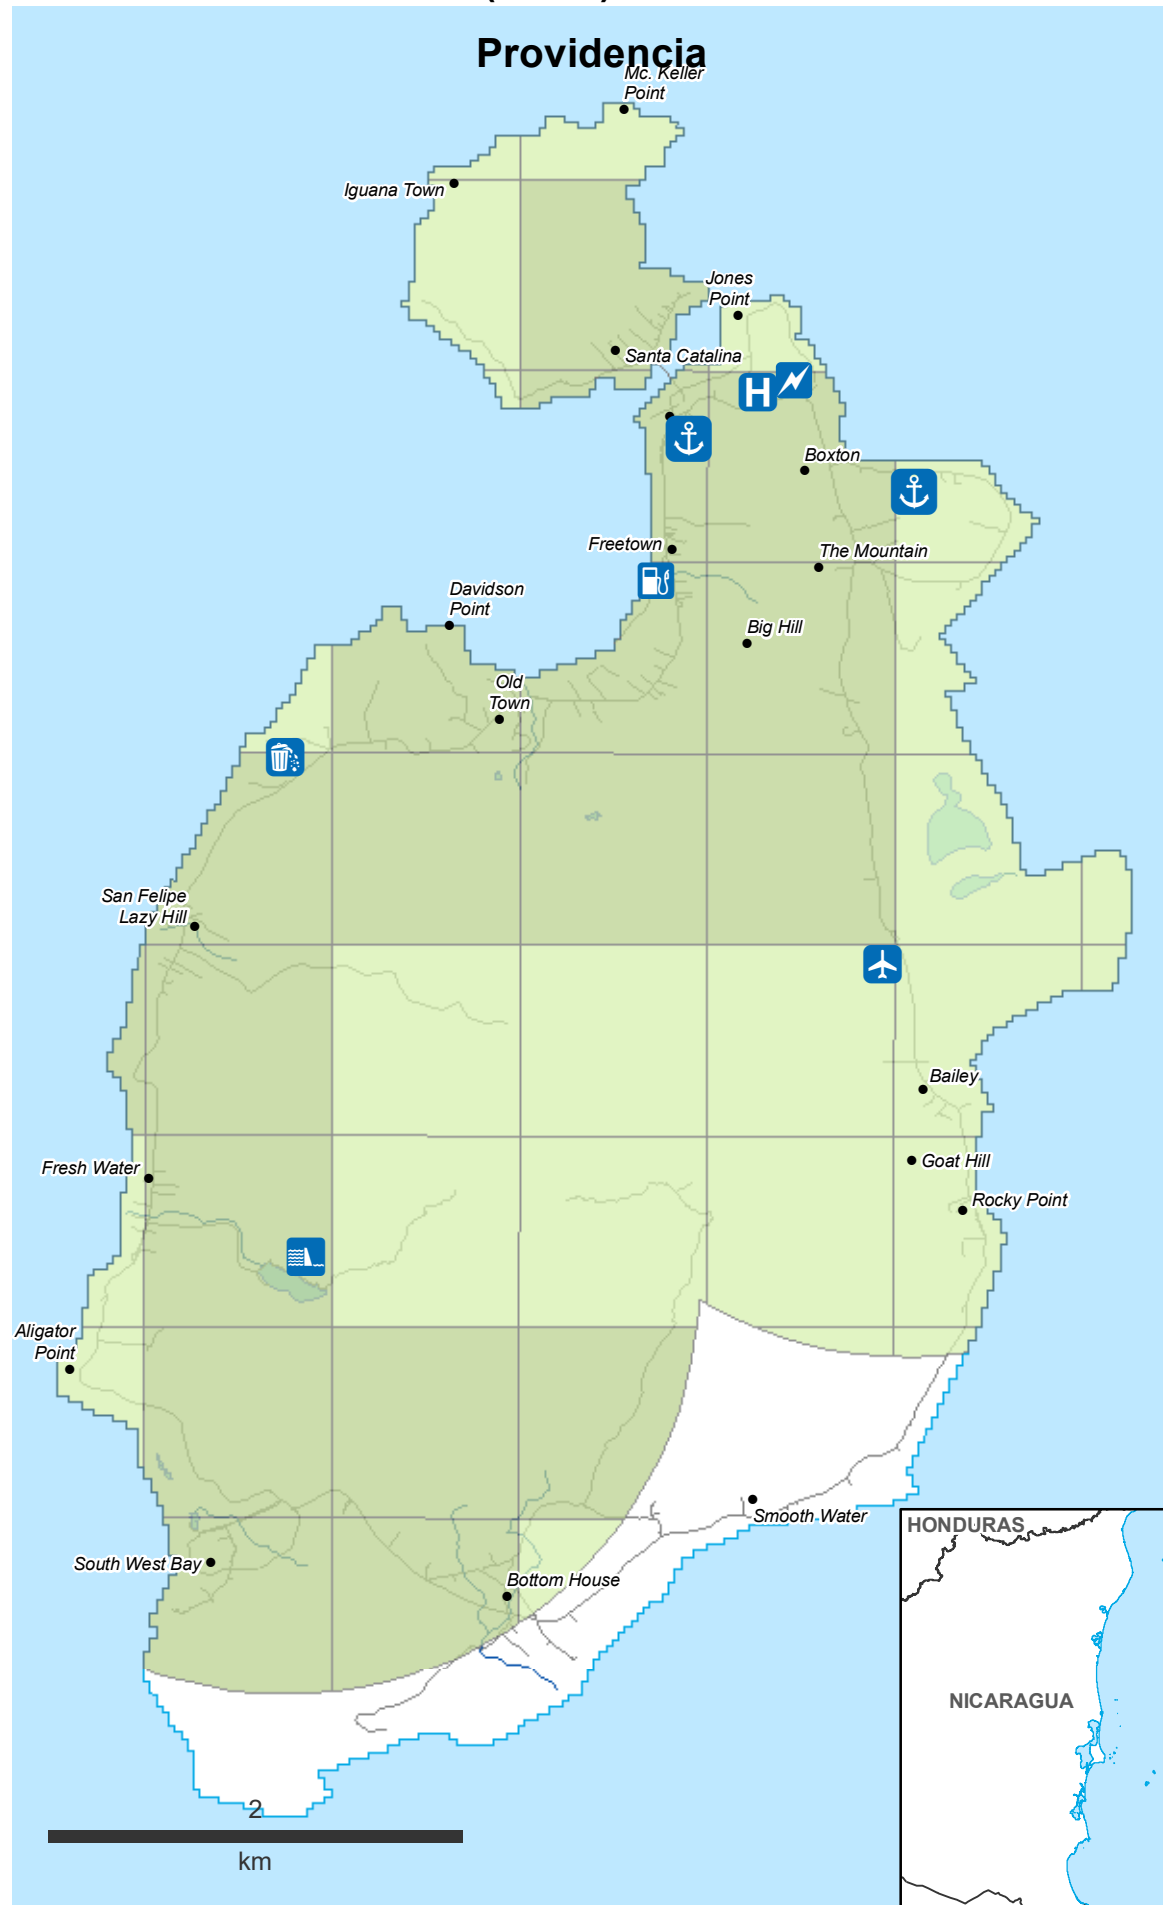 Providencia
Mc. Keller
Point
Iguana Town
Jones
Point
Santa Catalina
H
Boxton
Freetown
The Mountain
Davidson
Point
Big Hill
Old
Town
San Felipe
Lazy Hill
Bailey
Fresh Water
Goat Hill
Rocky Point
Aligator
Point
Smooth Water
HONDURAS
South West Bay
Bottom House
NICARAGUA
2
km